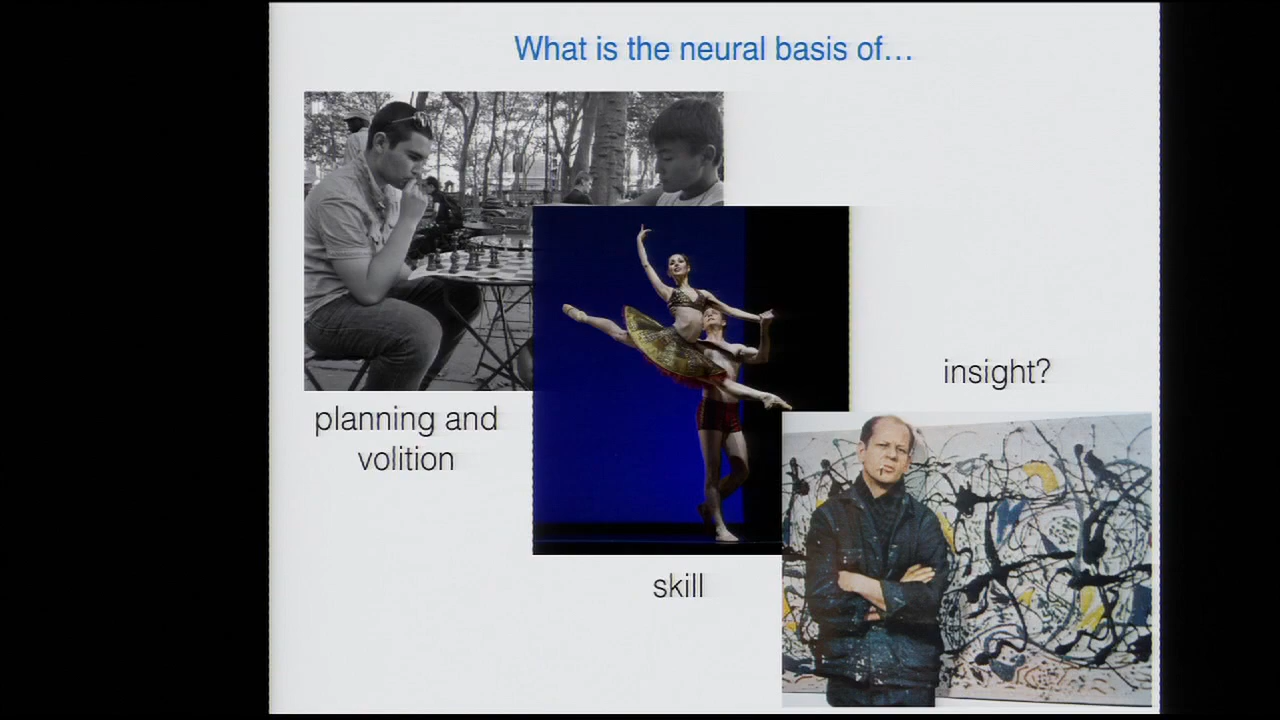 What is the neural basis of…
planning and
volition
skill
insight?